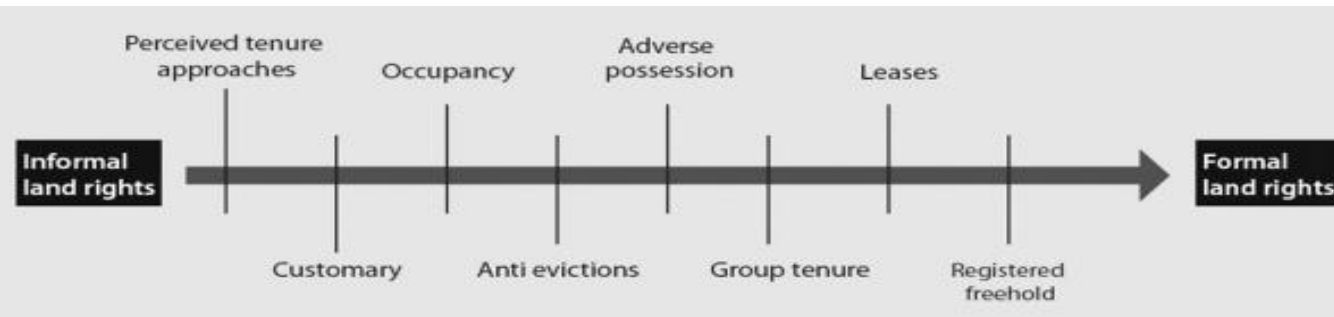 Perceived tenure
approaches
Occupancy
Adverse
possession
Leases
Informal
land rights
Formal
land rights
Customary
Anti evictions
Group tenure
Registered
freehold